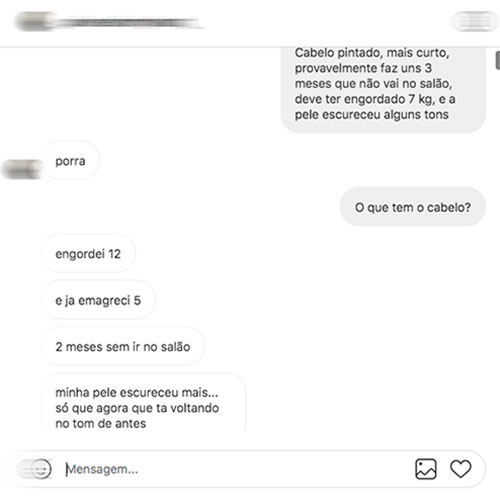 Cabelo pintado, mais curto,
provavelmente faz uns 3
meses que não vai no salão,
deve ter engordado 7 kg, e a
pele escureceu alguns tons
porra
O que tem o cabelo?
engordei 12
e ja emagreci 5
2 meses sem ir no salão
minha pele escureceu mais...
só que agora que ta voltando
no tom de antes
Mensagem...